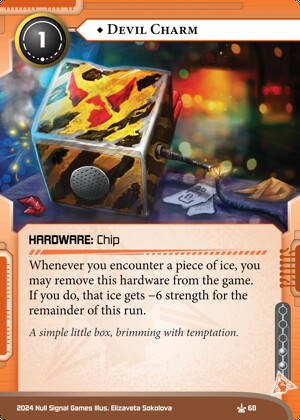 1
♦ Devil Charm
HARDWARE: Chip
Whenever you encounter a piece of ice, you
may remove this hardware from the game.
If you do, that ice gets −6 strength for the
remainder of this run.
A simple little box, brimming with temptation.
2024 Null Signal Games Illus. Elizaveta Sokolova
68